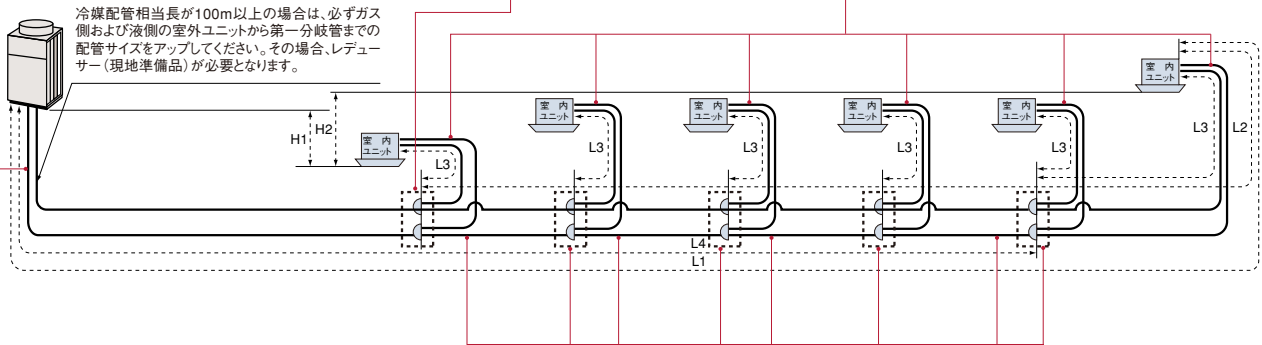 冷媒配管相当長が100m以上の場合は、必ずガス
側および液側の室外ユニットから第一分岐管までの
配管サイズをアップしてください。その場合、レデュー
サー(現地準備品)が必要となります。
室 内
ユニット
室 内
ユニット
室 内
ユニット
室 内
ユニット
室 内
ユニット
室 内
ユニット
H1
H2
L3
L3
L3
L3
L3
L3
L2
L4
L1